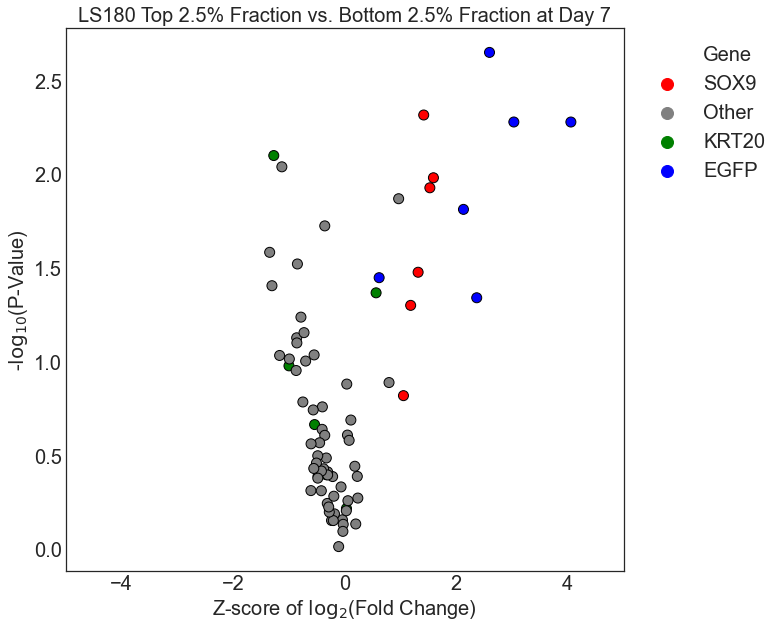 LS180 Top 2.5% Fraction vs. Bottom 2.5% Fraction at Day 7
Gene
SOX9
Other
KRT20
EGFP
-log₁₀(P-Value)
2.5
2.0
1.5
1.0
0.5
0.0
−4
−2
0
2
4
Z-score of log₂(Fold Change)